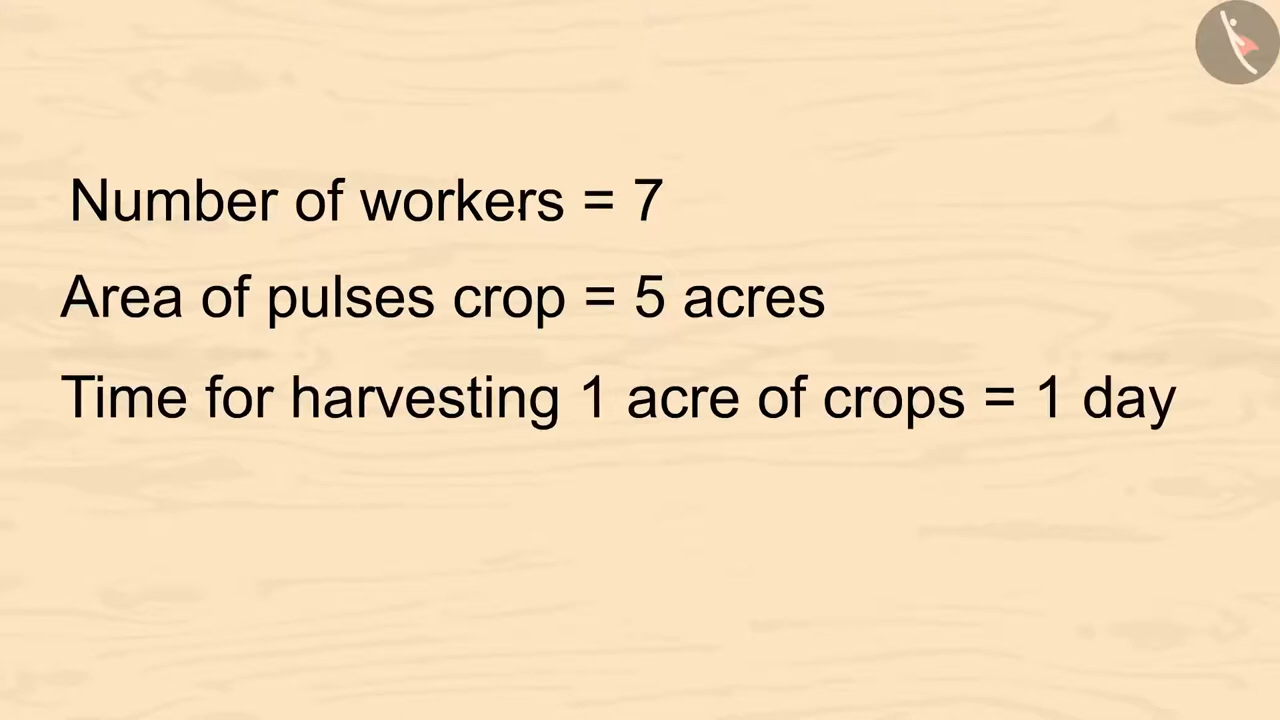 Number of workers = 7
Area of pulses crop = 5 acres
Time for harvesting 1 acre of crops = 1 day